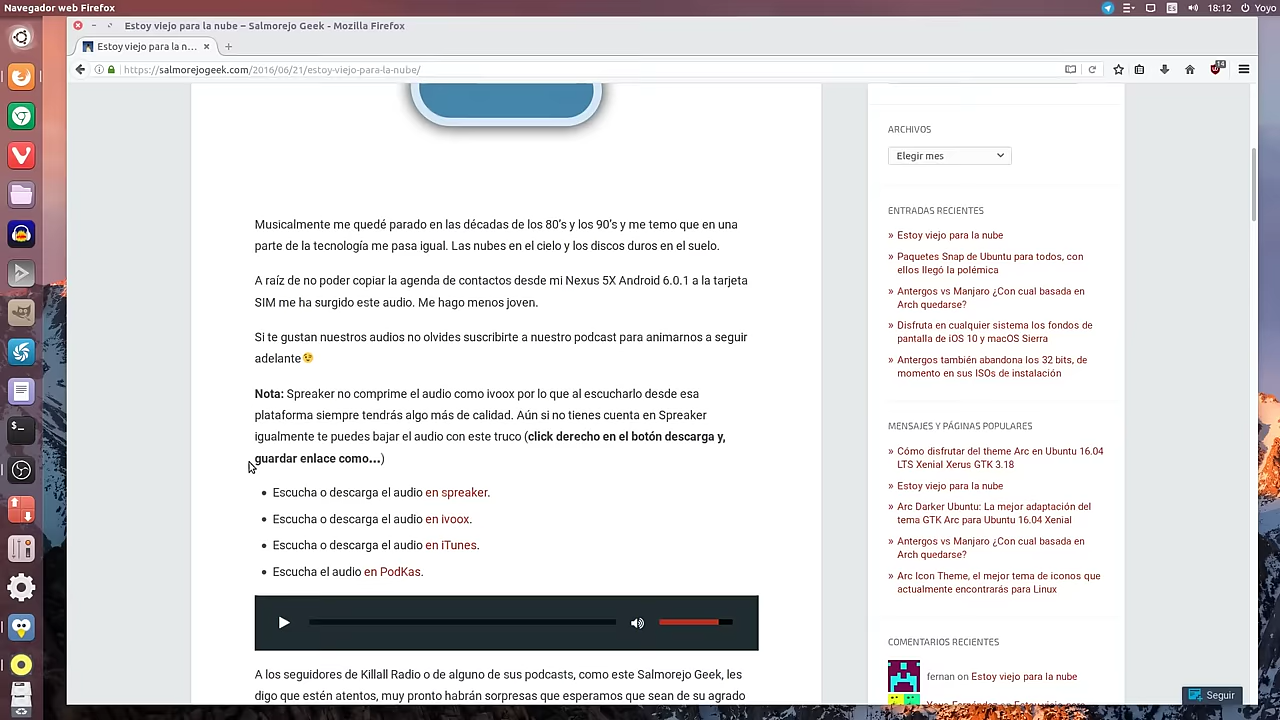 Navegador web Firefox
Es
18:12
Yoyo
Estoy viejo para la nube – Salmorejo Geek - Mozilla Firefox
Estoy viejo para la n...
https://salmorejogeek.com/2016/06/21/estoy-viejo-para-la-nube/
14
Musicalmente me quedé parado en las décadas de los 80’s y los 90’s y me temo que en una
parte de la tecnología me pasa igual. Las nubes en el cielo y los discos duros en el suelo.
A raíz de no poder copiar la agenda de contactos desde mi Nexus 5X Android 6.0.1 a la tarjeta
SIM me ha surgido este audio. Me hago menos joven.
Si te gustan nuestros audios no olvides suscribirte a nuestro podcast para animarnos a seguir
adelante
Nota: Spreaker no comprime el audio como ivoox por lo que al escucharlo desde esa
plataforma siempre tendrás algo más de calidad. Aún si no tienes cuenta en Spreaker
igualmente te puedes bajar el audio con este truco (click derecho en el botón descarga y,
guardar enlace como...)
Escucha o descarga el audio en spreaker.
Escucha o descarga el audio en ivoox.
Escucha o descarga el audio en iTunes.
Escucha el audio en PodKas.
A los seguidores de Killall Radio o de alguno de sus podcasts, como este Salmorejo Geek, les
digo que estén atentos, muy pronto habrán sorpresas que esperamos que sean de su agrado
ARCHIVOS
Elegir mes
ENTRADAS RECIENTES
» Estoy viejo para la nube
» Paquetes Snap de Ubuntu para todos, con
ellos llegó la polémica
» Antergos vs Manjaro ¿Con cual basada en
Arch quedarse?
» Disfruta en cualquier sistema los fondos de
pantalla de iOS 10 y macOS Sierra
» Antergos también abandona los 32 bits, de
momento en sus ISOs de instalación
MENSAJES Y PÁGINAS POPULARES
» Cómo disfrutar del theme Arc en Ubuntu 16.04
LTS Xenial Xerus GTK 3.18
» Estoy viejo para la nube
» Arc Darker Ubuntu: La mejor adaptación del
tema GTK Arc para Ubuntu 16.04 Xenial
» Antergos vs Manjaro ¿Con cual basada en
Arch quedarse?
» Arc Icon Theme, el mejor tema de iconos que
actualmente encontrarás para Linux
COMENTARIOS RECIENTES
fernan on Estoy viejo para la nube
Seguir